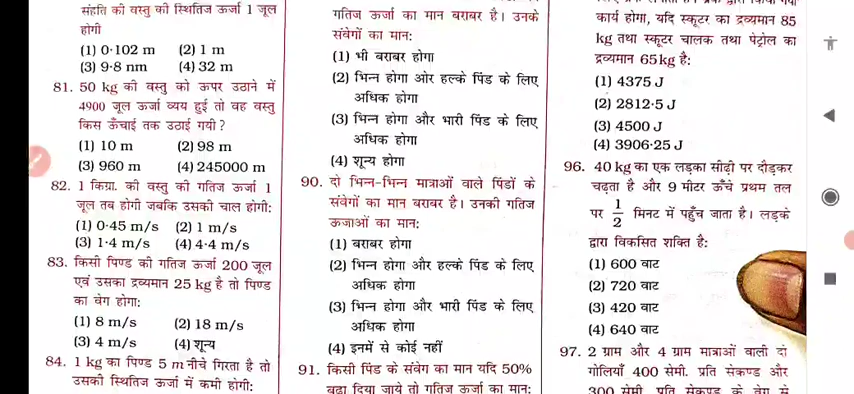 संहति की वस्तु की स्थितिज ऊर्जा 1 जूल
होगी
(1) 0·102 m (2) 1 m
(3) 9·8 nm (4) 32 m
81. 50 kg की वस्तु को ऊपर उठाने में
4900 जूल ऊर्जा व्यय हुई तो वह वस्तु
किस ऊँचाई तक उठाई गयी ?
(1) 10 m (2) 98 m
(3) 960 m (4) 245000 m
82. 1 किग्रा. की वस्तु की गतिज ऊर्जा 1
जूल तब होगी जबकि उसकी चाल होगी:
(1) 0·45 m/s (2) 1 m/s
(3) 1·4 m/s (4) 4·4 m/s
83. किसी पिण्ड की गतिज ऊर्जा 200 जूल
एवं उसका द्रव्यमान 25 kg है तो पिण्ड
का वेग होगा:
(1) 8 m/s (2) 18 m/s
(3) 4 m/s (4) शून्य
84. 1 kg का पिण्ड 5 m नीचे गिरता है तो
उसकी स्थितिज ऊर्जा में कमी होगी:
गतिज ऊर्जा का मान बराबर है। उनके
संवेगों का मान:
(1) भी बराबर होगा
(2) भिन्न होगा ओर हल्के पिंड के लिए
अधिक होगा
(3) भिन्न होगा और भारी पिंड के लिए
अधिक होगा
(4) शून्य होगा
90. दो भिन्न-भिन्न मात्राओं वाले पिंडों के
संवेगों का मान बराबर है। उनकी गतिज
ऊजाओं का मान:
(1) बराबर होगा
(2) भिन्न होगा और हल्के पिंड के लिए
अधिक होगा
(3) भिन्न होगा और भारी पिंड के लिए
अधिक होगा
(4) इनमें से कोई नहीं
91. किसी पिंड के संवेग का मान यदि 50%
बढ़ा दिया जाये तो गतिज ऊर्जा का मान:
कार्य होगा, यदि स्कूटर का द्रव्यमान 85
kg तथा स्कूटर चालक तथा पेट्रोल का
द्रव्यमान 65 kg है:
(1) 4375 J
(2) 2812·5 J
(3) 4500 J
(4) 3906·25 J
96. 40 kg का एक लड़का सीढ़ी पर दौड़कर
चढ़ता है और 9 मीटर ऊँचे प्रथम तल
पर 1/2 मिनट में पहुँच जाता है। लड़के
द्वारा विकसित शक्ति है:
(1) 600 वाट
(2) 720 वाट
(3) 420 वाट
(4) 640 वाट
97. 2 ग्राम और 4 ग्राम मात्राओं वाली दो
गोलियाँ 400 सेमी. प्रति सेकण्ड और
300 सेमी. प्रति सेकण्ड के वेग से